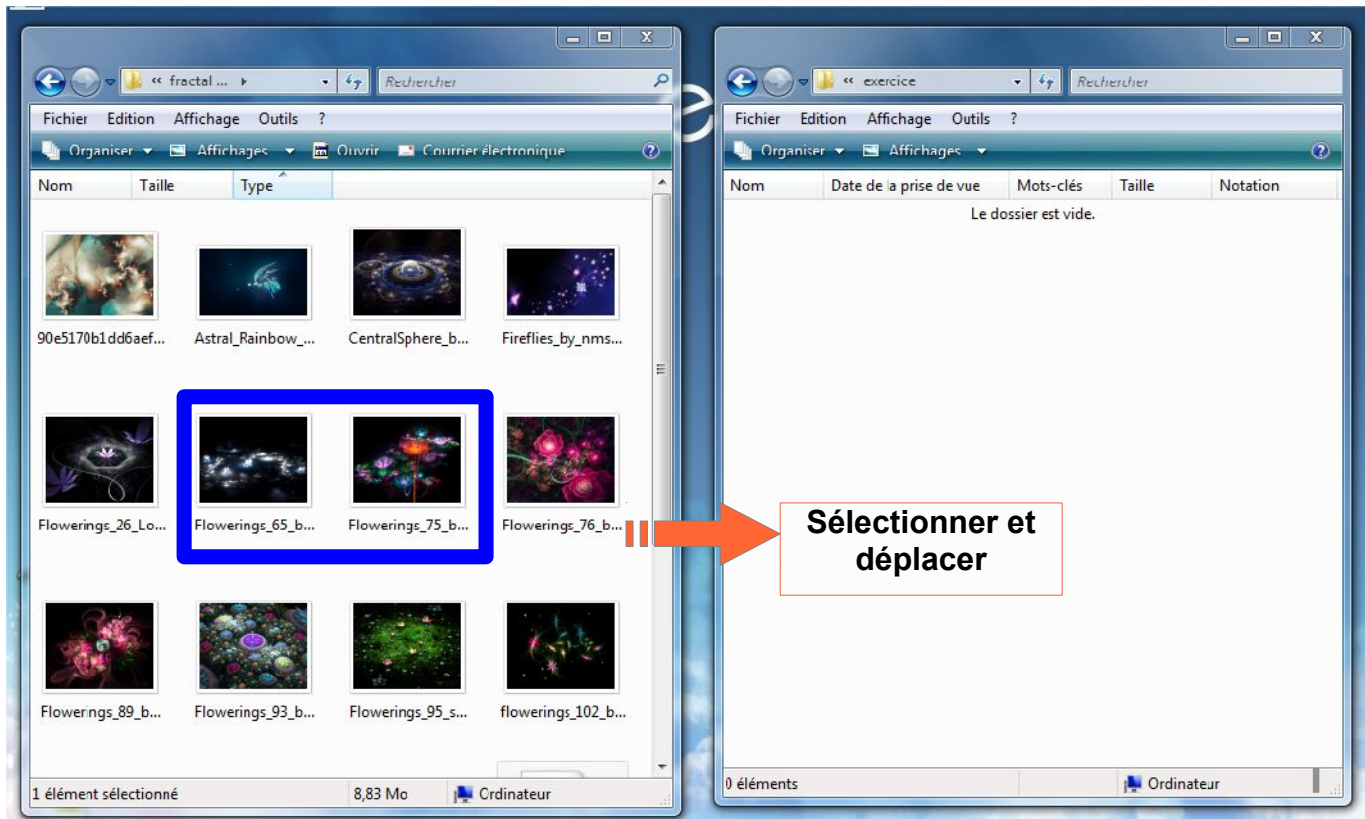 « fractal ...
Rechercher
Fichier Edition Affichage Outils ?
Organiser Affichages Ouvrir Courrier électronique
Nom Taille Type
90e5170b1dd6aef... Astral_Rainbow_... CentralSphere_b... Fireflies_by_nms...
Flowerings_26_Lo... Flowerings_65_b... Flowerings_75_b... Flowerings_76_b...
Flowerings_89_b... Flowerings_93_b... Flowerings_95_s... flowerings_102_b...
1 élément sélectionné 8,83 Mo Ordinateur
e
« exercice
Rechercher
Fichier Edition Affichage Outils ?
Organiser Affichages
Nom Date de la prise de vue Mots-clés Taille Notation
Le dossier est vide.
Sélectionner et
déplacer
0 éléments Ordinateur